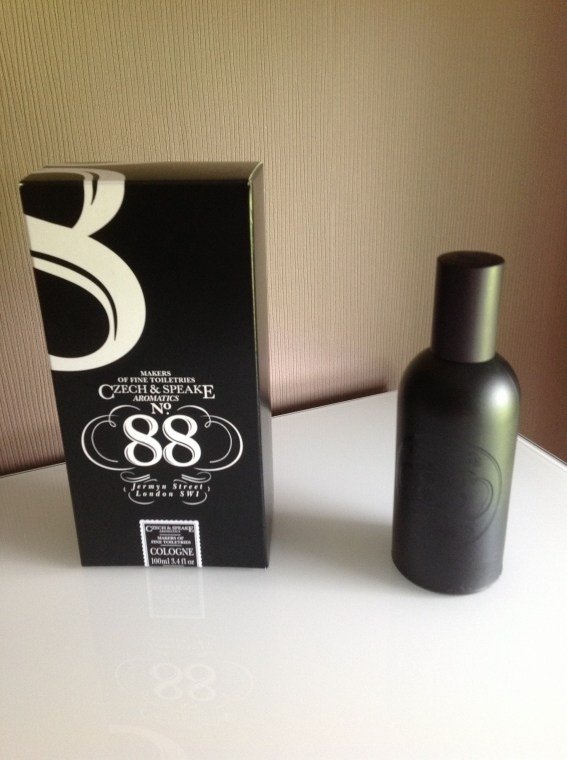 8
MAKERS
OF FINE TOILETRIES
CZECH & SPEAKE
AROMATICS
No.
88
Jermyn Street
London SW1
CZECH & SPEAKE
AROMATICS
MAKERS OF
FINE TOILETRIES
COLOGNE
100ml 3.4 fl oz